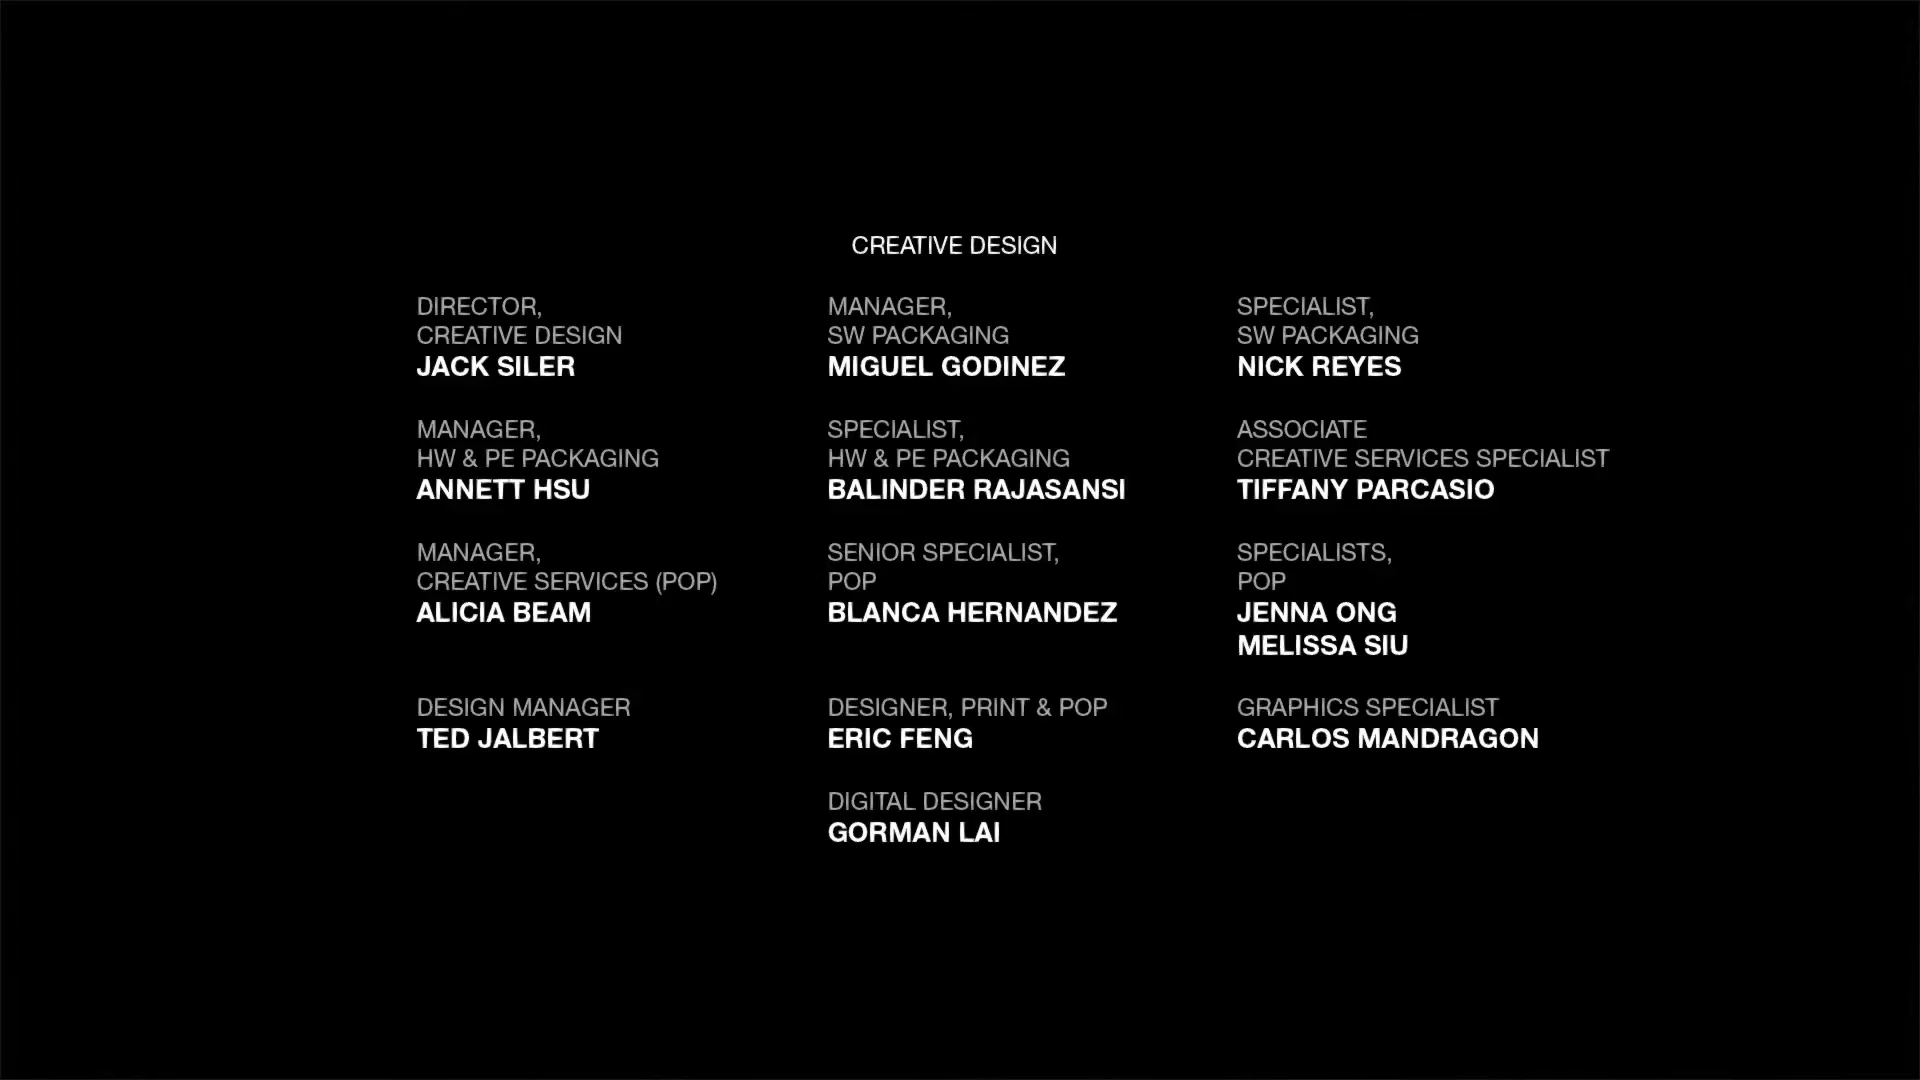 CREATIVE DESIGN
DIRECTOR,
CREATIVE DESIGN
JACK SILER
MANAGER,
SW PACKAGING
MIGUEL GODINEZ
SPECIALIST,
SW PACKAGING
NICK REYES
MANAGER,
HW & PE PACKAGING
ANNETT HSU
SPECIALIST,
HW & PE PACKAGING
BALINDER RAJASANSI
ASSOCIATE
CREATIVE SERVICES SPECIALIST
TIFFANY PARCASIO
MANAGER,
CREATIVE SERVICES (POP)
ALICIA BEAM
SENIOR SPECIALIST,
POP
BLANCA HERNANDEZ
SPECIALISTS,
POP
JENNA ONG
MELISSA SIU
DESIGN MANAGER
TED JALBERT
DESIGNER, PRINT & POP
ERIC FENG
GRAPHICS SPECIALIST
CARLOS MANDRAGON
DIGITAL DESIGNER
GORMAN LAI